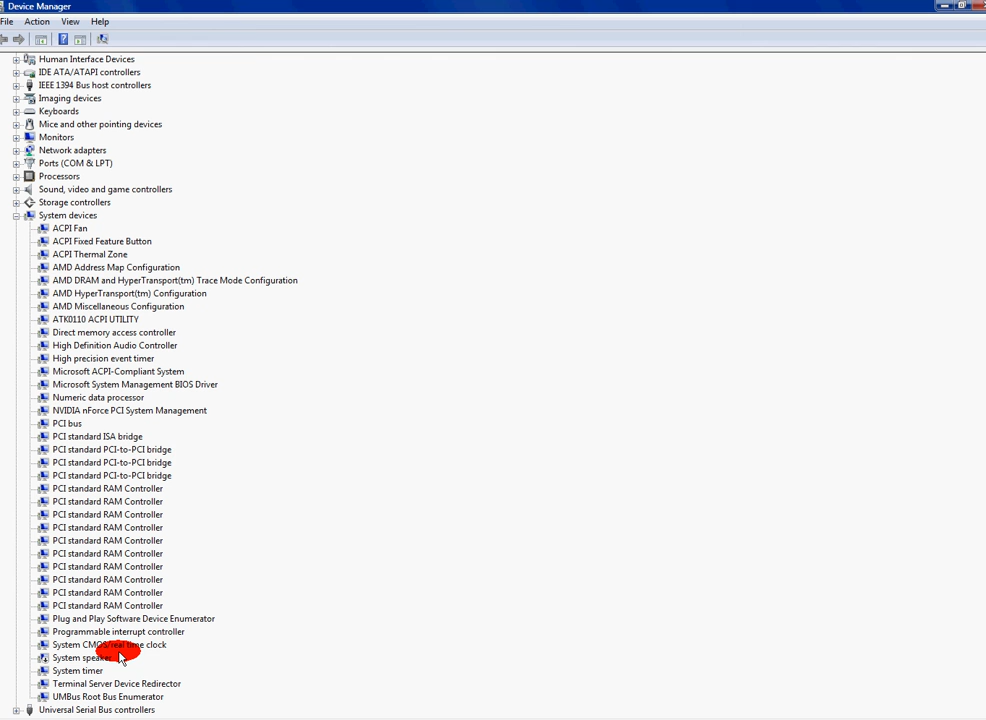 Device Manager
File Action View Help
Human Interface Devices
IDE ATA/ATAPI controllers
IEEE 1394 Bus host controllers
Imaging devices
Keyboards
Mice and other pointing devices
Monitors
Network adapters
Ports (COM & LPT)
Processors
Sound, video and game controllers
Storage controllers
System devices
ACPI Fan
ACPI Fixed Feature Button
ACPI Thermal Zone
AMD Address Map Configuration
AMD DRAM and HyperTransport(tm) Trace Mode Configuration
AMD HyperTransport(tm) Configuration
AMD Miscellaneous Configuration
ATK0110 ACPI UTILITY
Direct memory access controller
High Definition Audio Controller
High precision event timer
Microsoft ACPI-Compliant System
Microsoft System Management BIOS Driver
Numeric data processor
NVIDIA nForce PCI System Management
PCI bus
PCI standard ISA bridge
PCI standard PCI-to-PCI bridge
PCI standard PCI-to-PCI bridge
PCI standard PCI-to-PCI bridge
PCI standard RAM Controller
PCI standard RAM Controller
PCI standard RAM Controller
PCI standard RAM Controller
PCI standard RAM Controller
PCI standard RAM Controller
PCI standard RAM Controller
PCI standard RAM Controller
PCI standard RAM Controller
PCI standard RAM Controller
Plug and Play Software Device Enumerator
Programmable interrupt controller
System CMOS/real time clock
System speaker
System timer
Terminal Server Device Redirector
UMBus Root Bus Enumerator
Universal Serial Bus controllers